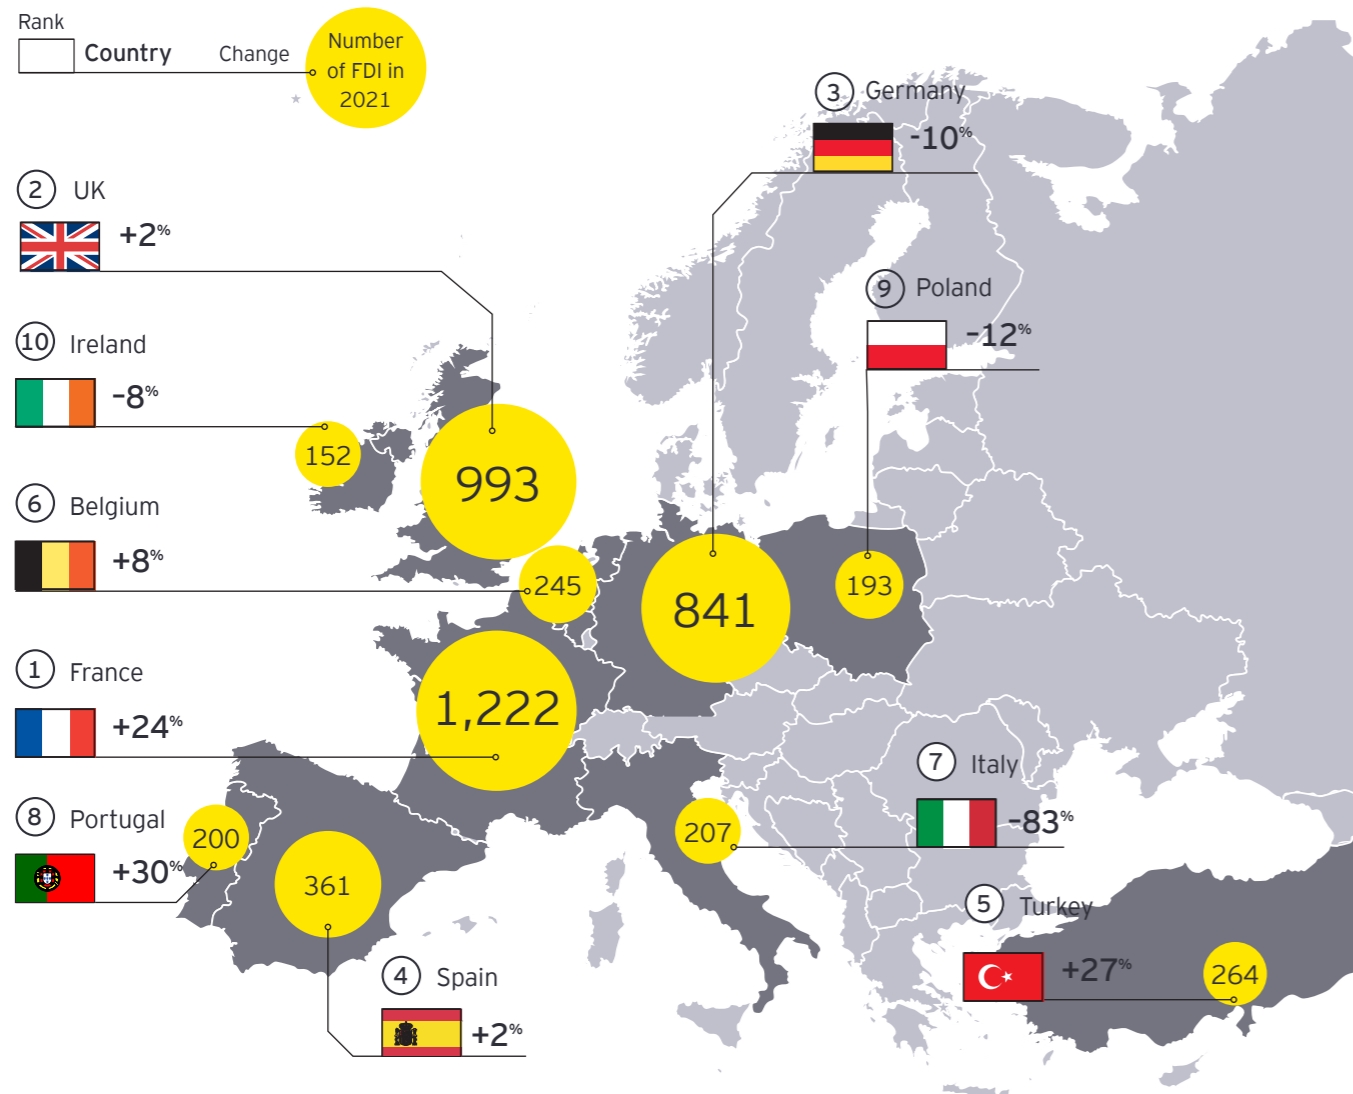 Rank
Country
Change
Number
of FDI in
2021
3 Germany
-10%
2 UK
+2%
9 Poland
-12%
10 Ireland
-8%
152
993
6 Belgium
+8%
245
841
193
1 France
+24%
1,222
7 Italy
-83%
8 Portugal
+30%
200
207
361
5 Turkey
+27%
264
4 Spain
+2%